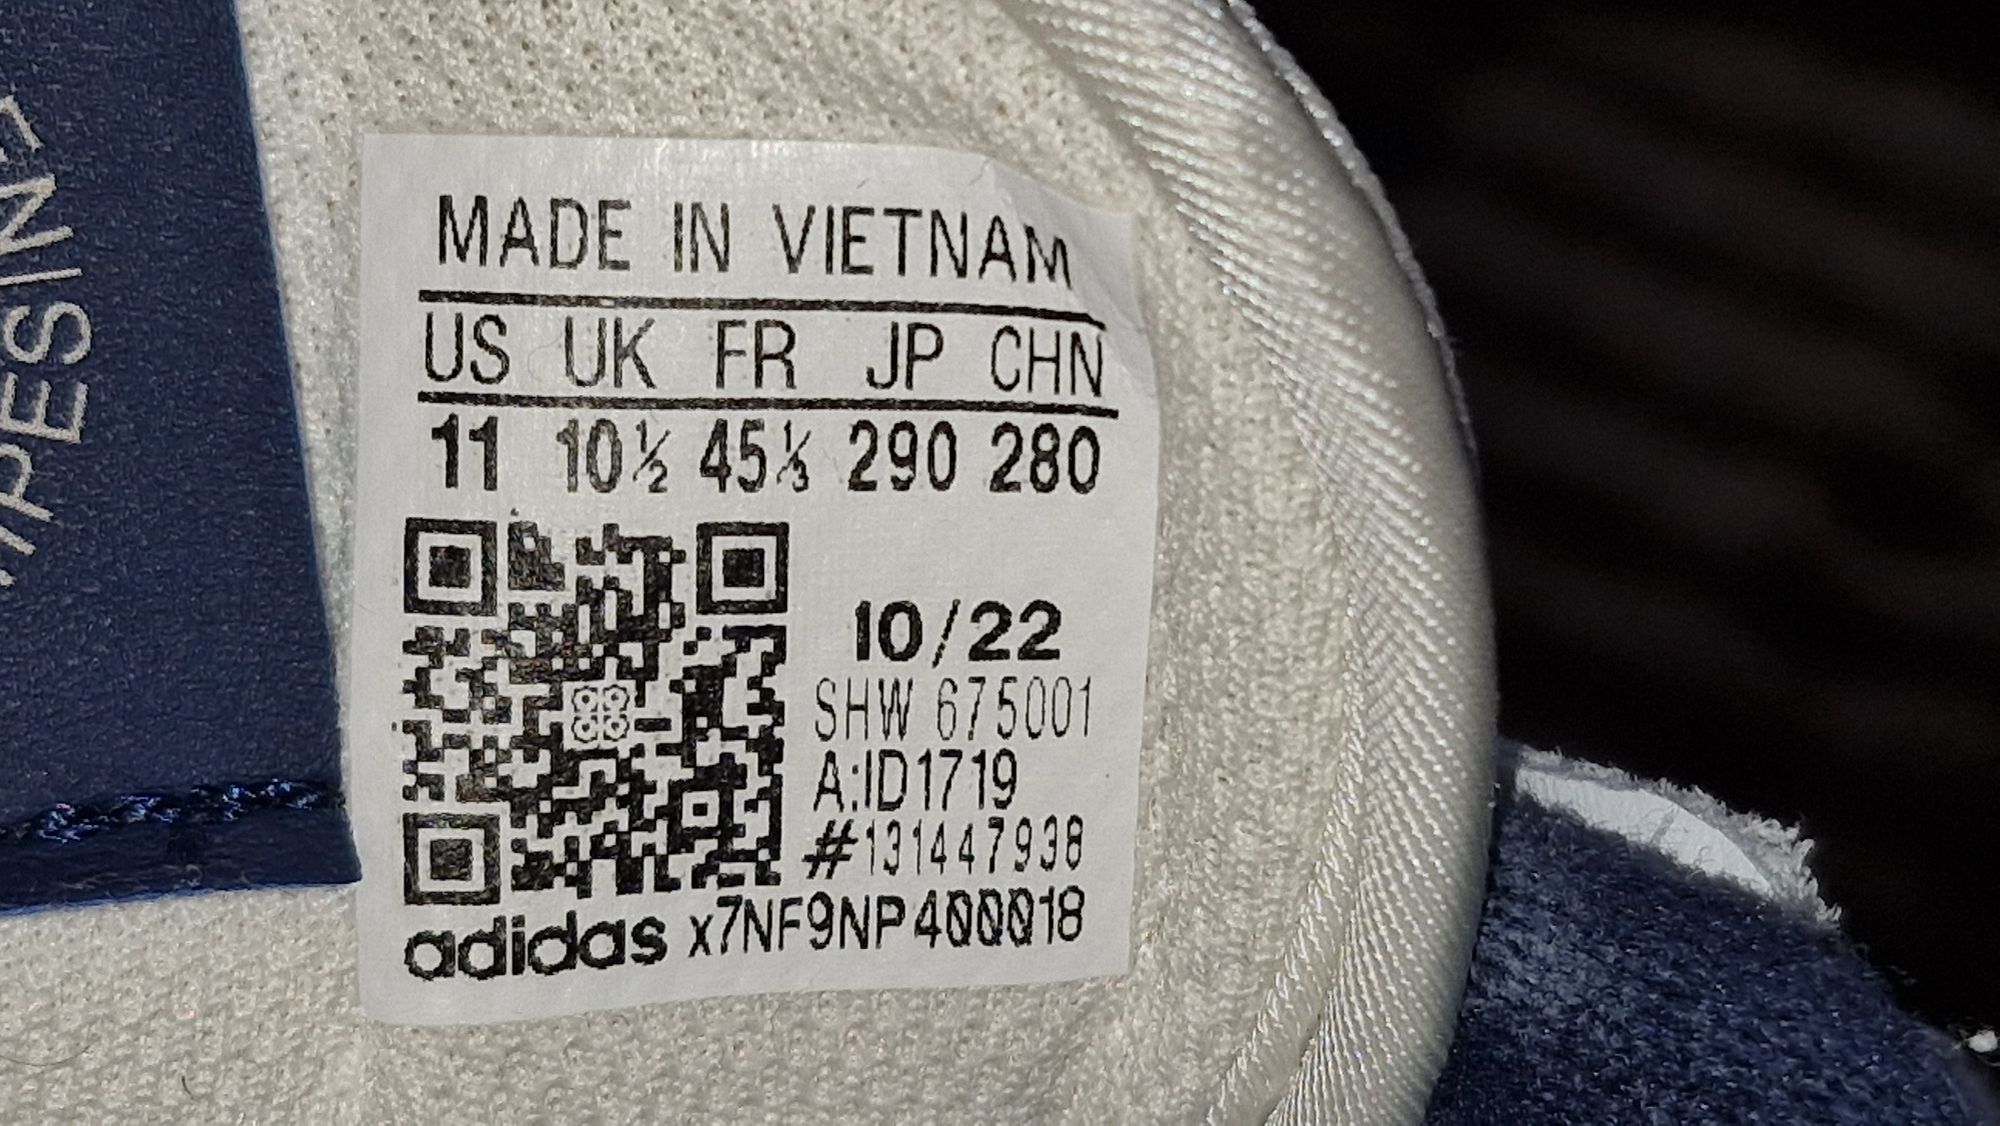 MADE IN VIETNAM
US UK FR JP CHN
11 10½ 45⅓ 290 280
10/22
SHW 675001
A:ID1719
#131447938
adidas x7NF9NP400018